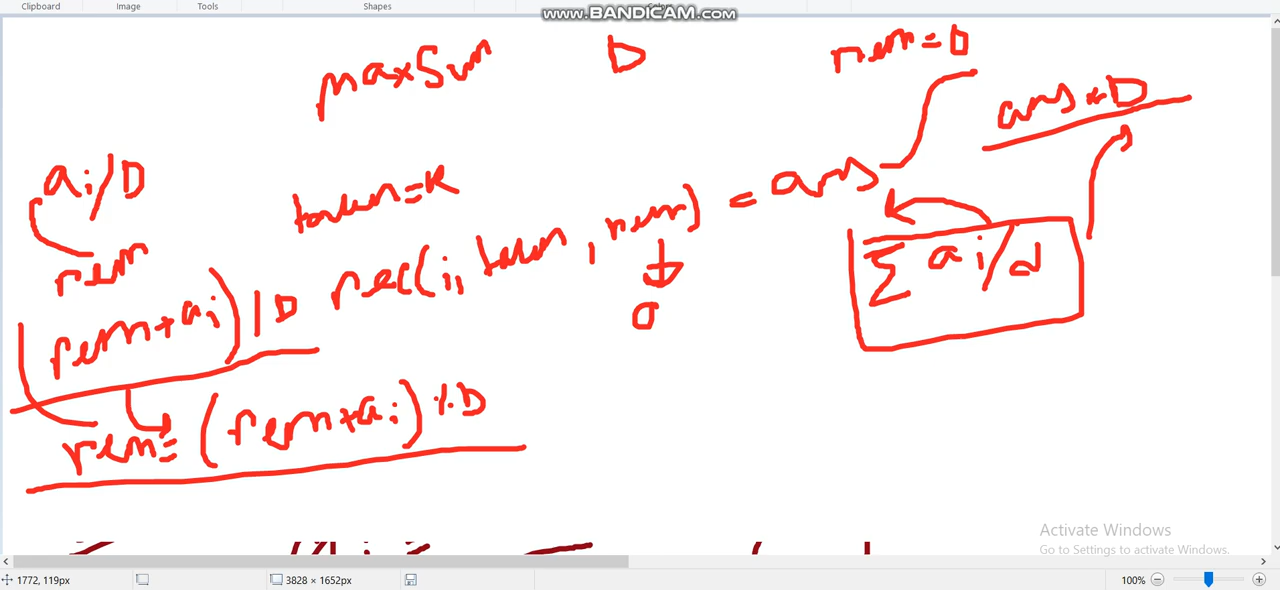 Clipboard
Image
Tools
Shapes
www.BANDICAM.com
maxSum
D
rem = 0
ans * D
ai/D
taken = K
rem
rec(i, taken, rem) = ans
0
Σ ai/d
(rem + ai) / D
rem = (rem + ai) % D
Activate Windows
Go to Settings to activate Windows.
1772, 119px
3828 × 1652px
100%